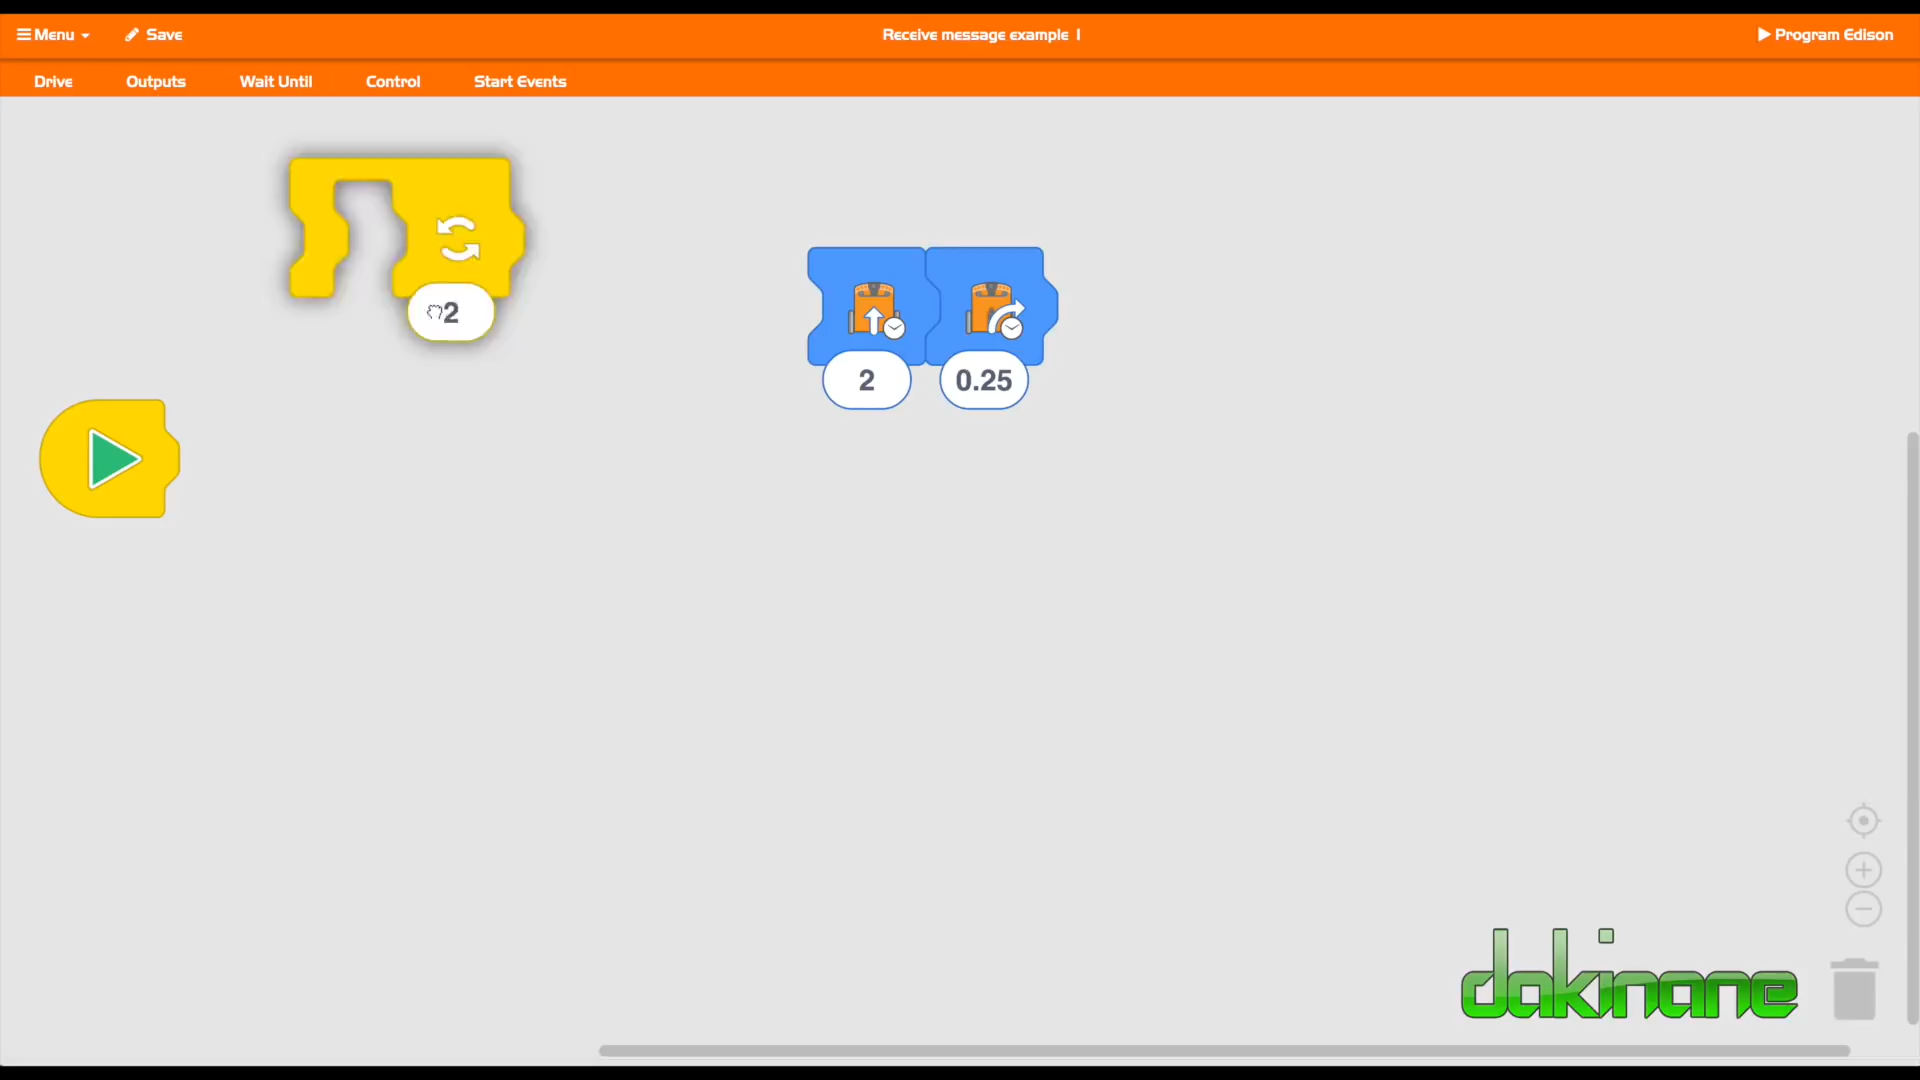 Menu
Save
Receive message example 1
Program Edison
Drive
Outputs
Wait Until
Control
Start Events
2
2
0.25
dakinane